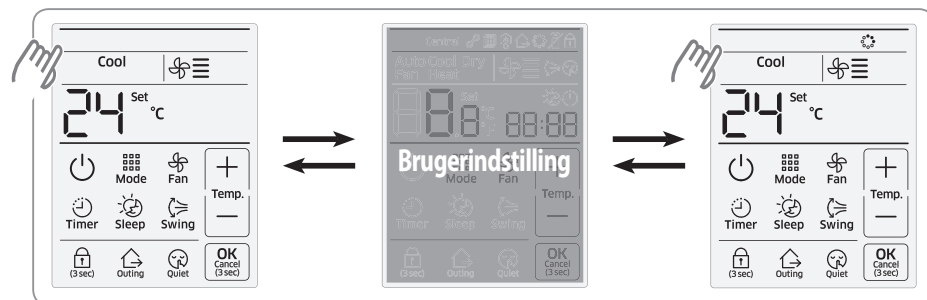 Cool
24 Set °C
Mode Fan
Temp.
Timer Sleep Swing
(3 sec) Outing Quiet OK Cancel (3 sec)
Central
Auto Cool Dry
Fan Heat
Set
88:88
Brugerindstilling
Mode Fan
Temp.
Timer Sleep Swing
(3 sec) Outing Quiet OK Cancel (3 sec)
Cool
24 Set °C
Mode Fan
Temp.
Timer Sleep Swing
(3 sec) Outing Quiet OK Cancel (3 sec)